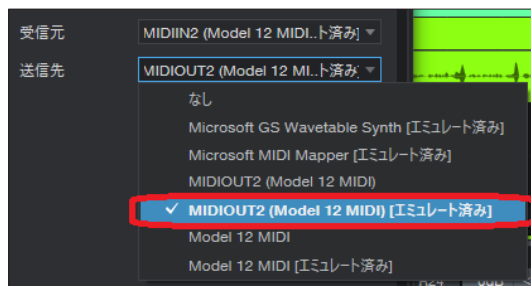 受信元
MIDIIN2 (Model 12 MIDI..ト済み]
送信先
MIDIOUT2 (Model 12 MI..ト済み]
なし
Microsoft GS Wavetable Synth [エミュレート済み]
Microsoft MIDI Mapper [エミュレート済み]
MIDIOUT2 (Model 12 MIDI)
✓ MIDIOUT2 (Model 12 MIDI) [エミュレート済み]
Model 12 MIDI
Model 12 MIDI [エミュレート済み]